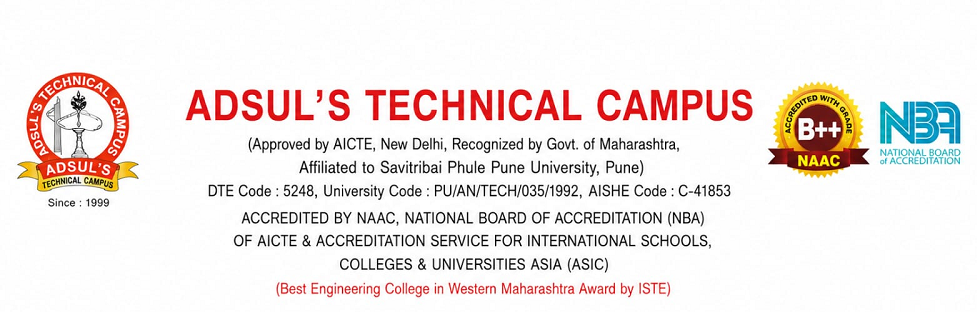 ADSUL'S TECHNICAL CAMPUS
ADSUL'S
TECHNICAL CAMPUS
Since : 1999
ADSUL'S TECHNICAL CAMPUS
(Approved by AICTE, New Delhi, Recognized by Govt. of Maharashtra,
Affiliated to Savitribai Phule Pune University, Pune)
DTE Code : 5248, University Code : PU/AN/TECH/035/1992, AISHE Code : C-41853
ACCREDITED BY NAAC, NATIONAL BOARD OF ACCREDITATION (NBA)
OF AICTE & ACCREDITATION SERVICE FOR INTERNATIONAL SCHOOLS,
COLLEGES & UNIVERSITIES ASIA (ASIC)
(Best Engineering College in Western Maharashtra Award by ISTE)
ACCREDITED WITH GRADE
B++
NAAC
NBA
NATIONAL BOARD
of ACCREDITATION